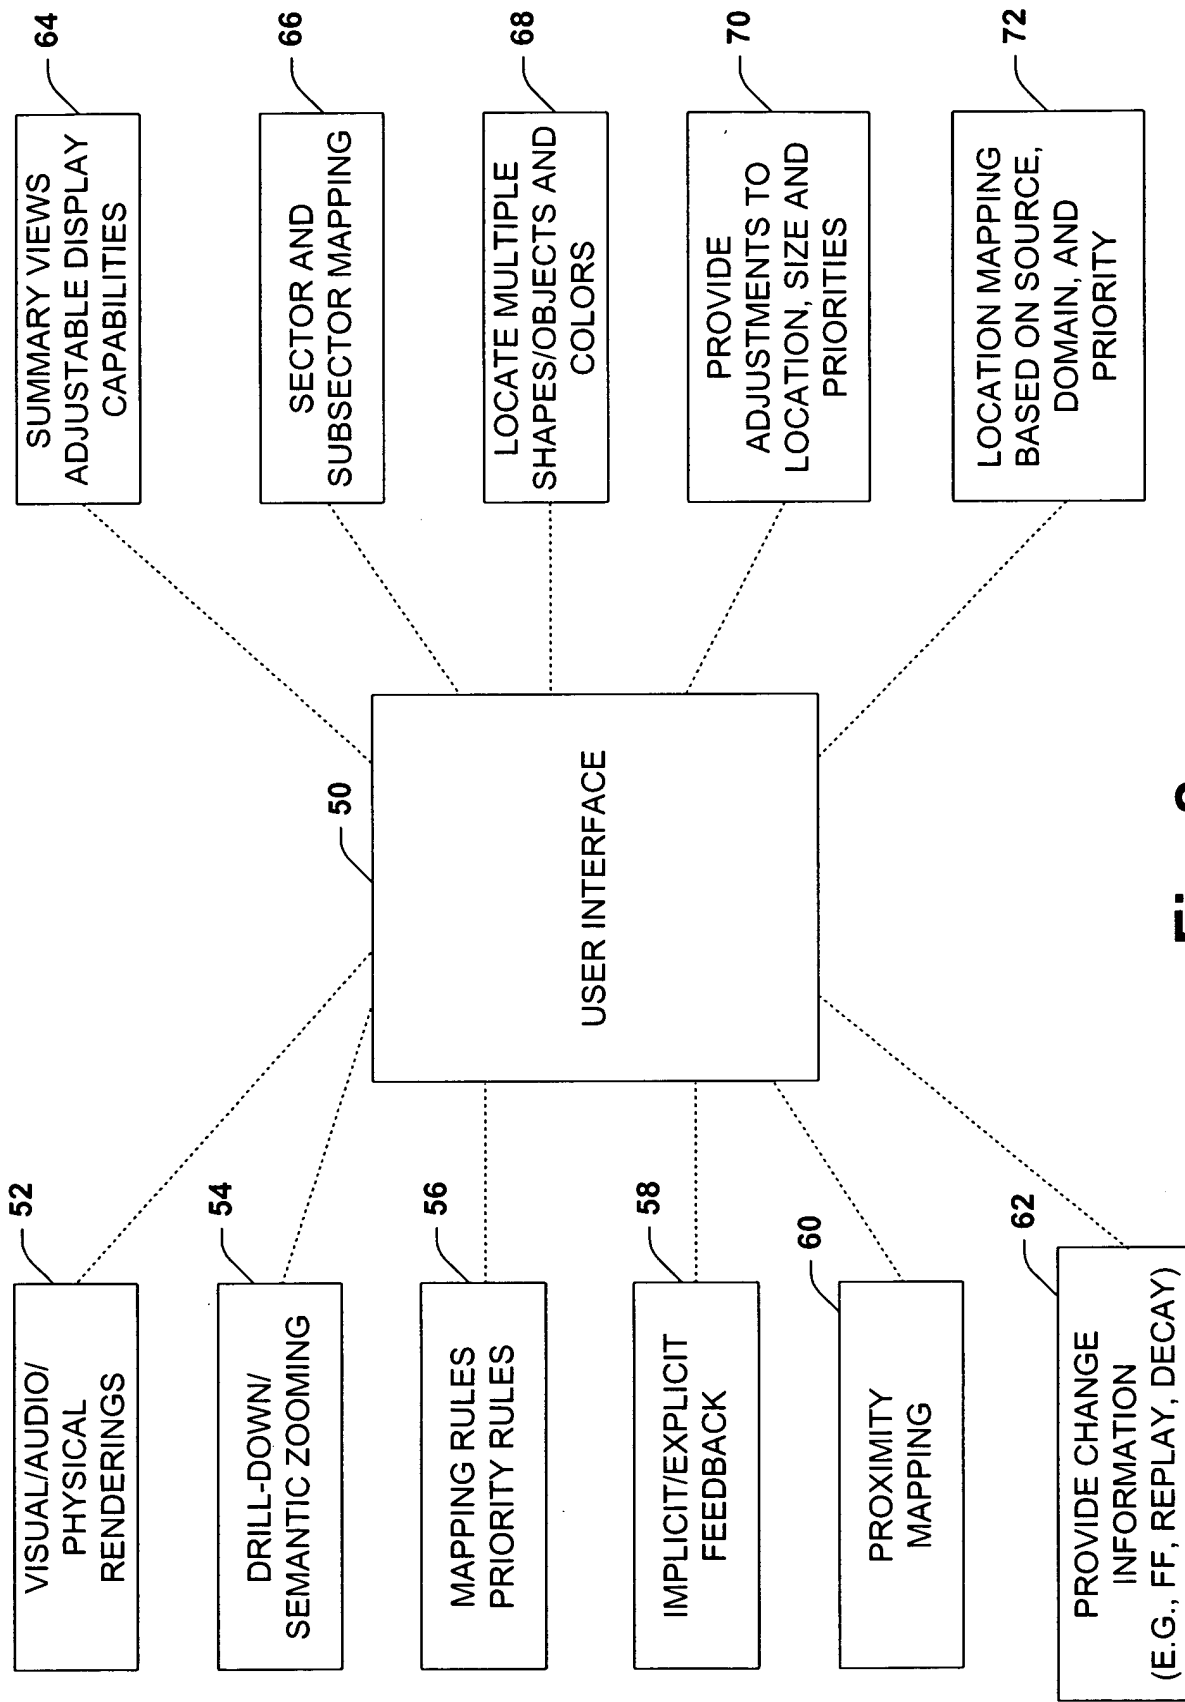 52
VISUAL/AUDIO/
PHYSICAL
RENDERINGS
54
DRILL-DOWN/
SEMANTIC ZOOMING
56
MAPPING RULES
PRIORITY RULES
58
IMPLICIT/EXPLICIT
FEEDBACK
60
PROXIMITY
MAPPING
62
PROVIDE CHANGE
INFORMATION
(E.G., FF, REPLAY, DECAY)
50
USER INTERFACE
64
SUMMARY VIEWS
ADJUSTABLE DISPLAY
CAPABILITIES
66
SECTOR AND
SUBSECTOR MAPPING
68
LOCATE MULTIPLE
SHAPES/OBJECTS AND
COLORS
70
PROVIDE
ADJUSTMENTS TO
LOCATION, SIZE AND
PRIORITIES
72
LOCATION MAPPING
BASED ON SOURCE,
DOMAIN, AND
PRIORITY